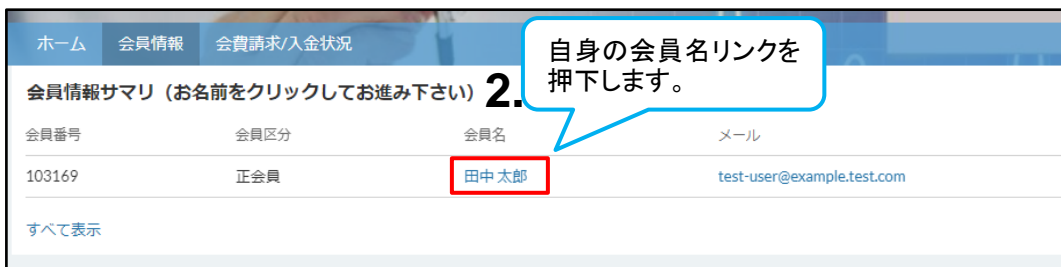 ホーム 会員情報 会費請求/入金状況
自身の会員名リンクを
押下します。
会員情報サマリ（お名前をクリックしてお進み下さい）
2.
会員番号 会員区分 会員名 メール
103169 正会員 田中 太郎 test-user@example.test.com
すべて表示